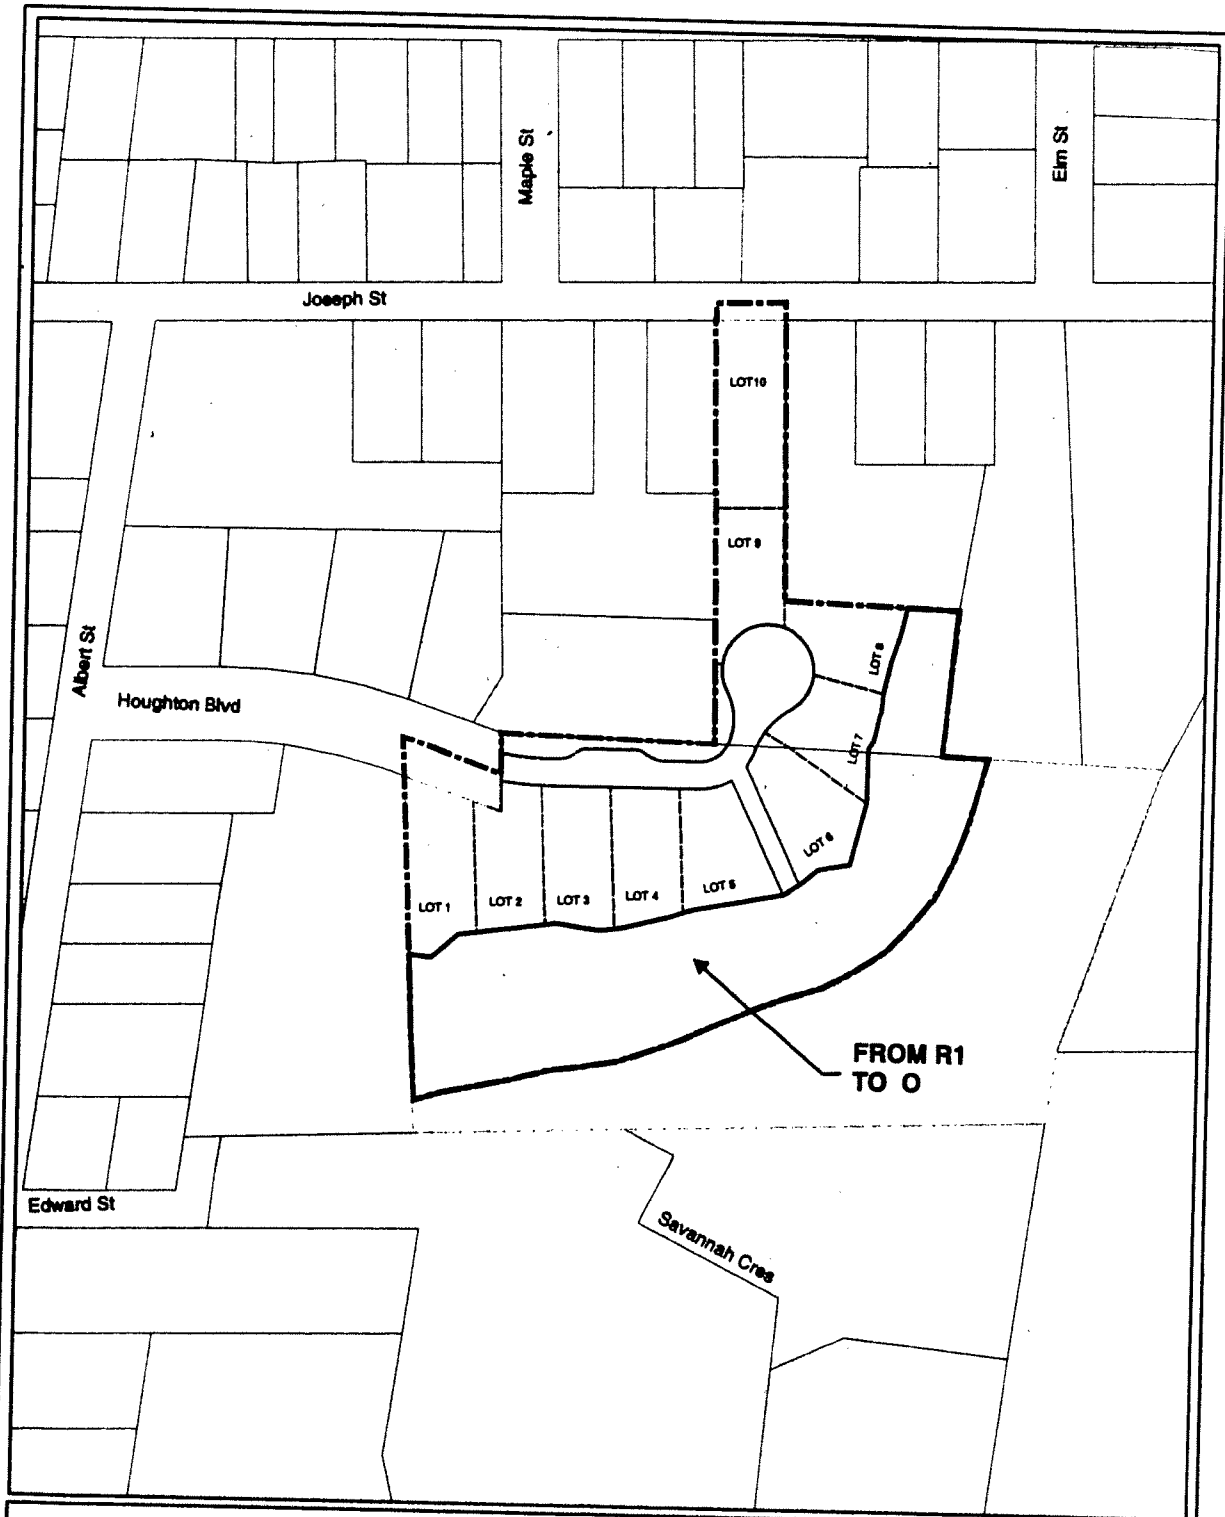 Maple St
Elm St
Joseph St
LOT10
LOT 9
Albert St
LOT 8
Houghton Blvd
LOT 7
LOT 6
LOT 1
LOT 2
LOT 3
LOT 4
LOT 5
FROM R1
TO O
Edward St
Savannah Cres